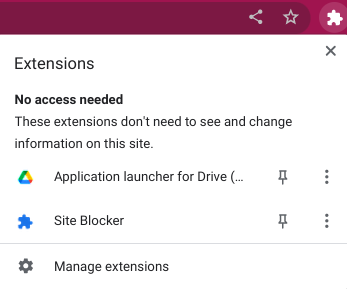 Extensions
No access needed
These extensions don't need to see and change
information on this site.
Application launcher for Drive (...
Site Blocker
Manage extensions